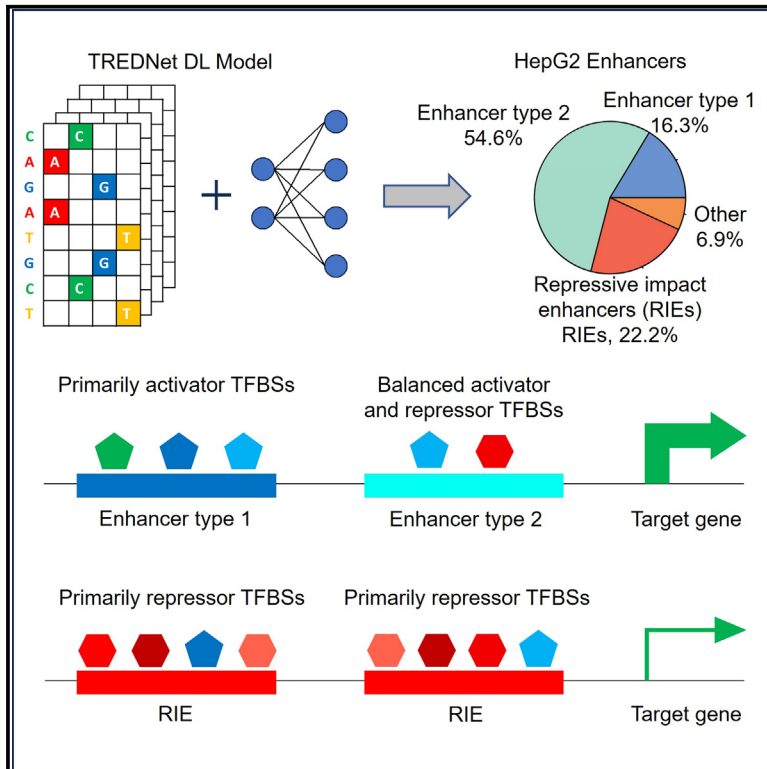 TREDNet DL Model
HepG2 Enhancers
C C
A A
G G
A A
T T
G G
C C
T T
+
Enhancer type 2
54.6%
Enhancer type 1
16.3%
Other
6.9%
Repressive impact
enhancers (RIEs)
RIEs, 22.2%
Primarily activator TFBSs
Balanced activator
and repressor TFBSs
Enhancer type 1
Enhancer type 2
Target gene
Primarily repressor TFBSs
Primarily repressor TFBSs
RIE
RIE
Target gene